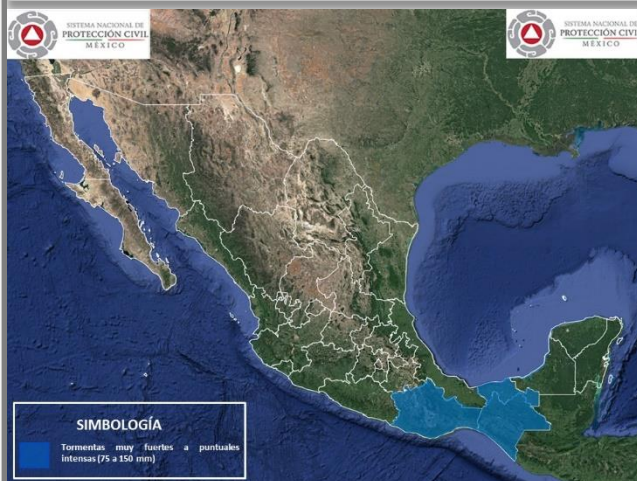 SISTEMA NACIONAL DE
PROTECCIÓN CIVIL
MÉXICO
SISTEMA NACIONAL DE
PROTECCIÓN CIVIL
MÉXICO
SIMBOLOGÍA
Tormentas muy fuertes a puntuales
intensas (75 a 150 mm)